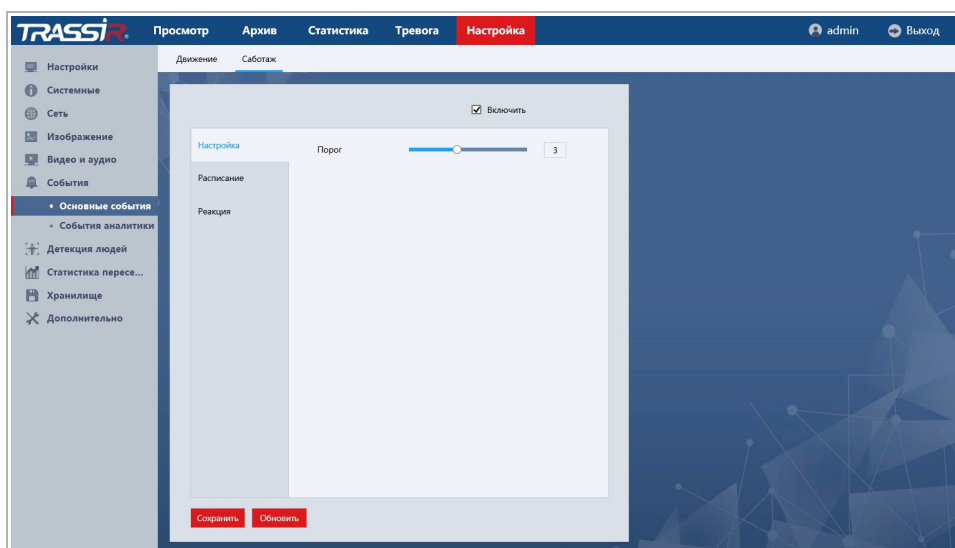 TRASSIR Просмотр Архив Статистика Тревога Настройка admin Выход
Движение Саботаж
Настройки
Системные
Сеть
Изображение
Видео и аудио
События
• Основные события
• События аналитики
Детекция людей
Статистика пересе...
Хранилище
Дополнительно
Включить
Настройка
Расписание
Реакция
Порог 3
Сохранить Обновить